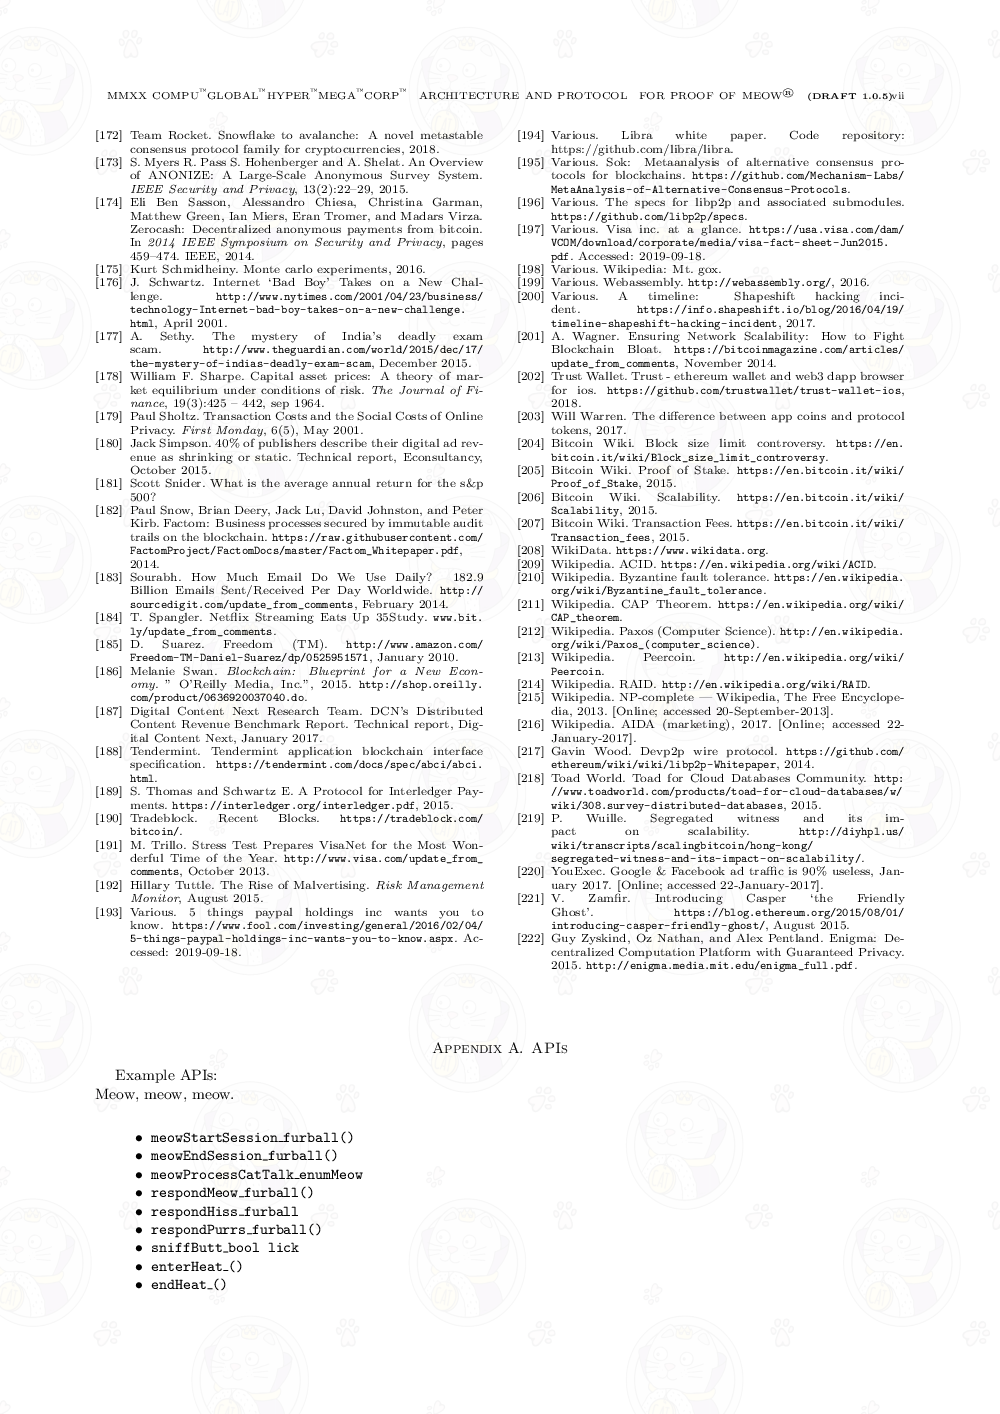 MMXX COMPU™GLOBAL™HYPER™MEGA™CORP™ ARCHITECTURE AND PROTOCOL FOR PROOF OF MEOW® (DRAFT 1.0.5)vii
[172] Team Rocket. Snowflake to avalanche: A novel metastable
consensus protocol family for cryptocurrencies, 2018.
[173] S. Myers R. Pass S. Hohenberger and A. Shelat. An Overview
of ANONIZE: A Large-Scale Anonymous Survey System.
IEEE Security and Privacy, 13(2):22–29, 2015.
[174] Eli Ben Sasson, Alessandro Chiesa, Christina Garman,
Matthew Green, Ian Miers, Eran Tromer, and Madars Virza.
Zerocash: Decentralized anonymous payments from bitcoin.
In 2014 IEEE Symposium on Security and Privacy, pages
459–474. IEEE, 2014.
[175] Kurt Schmidheiny. Monte carlo experiments, 2016.
[176] J. Schwartz. Internet ‘Bad Boy’ Takes on a New Chal-
lenge. http://www.nytimes.com/2001/04/23/business/
technology-Internet-bad-boy-takes-on-a-new-challenge.
html, April 2001.
[177] A. Sethy. The mystery of India’s deadly exam
scam. http://www.theguardian.com/world/2015/dec/17/
the-mystery-of-indias-deadly-exam-scam, December 2015.
[178] William F. Sharpe. Capital asset prices: A theory of mar-
ket equilibrium under conditions of risk. The Journal of Fi-
nance, 19(3):425 – 442, sep 1964.
[179] Paul Sholtz. Transaction Costs and the Social Costs of Online
Privacy. First Monday, 6(5), May 2001.
[180] Jack Simpson. 40% of publishers describe their digital ad rev-
enue as shrinking or static. Technical report, Econsultancy,
October 2015.
[181] Scott Snider. What is the average annual return for the s&p
500?
[182] Paul Snow, Brian Deery, Jack Lu, David Johnston, and Peter
Kirb. Factom: Business processes secured by immutable audit
trails on the blockchain. https://raw.githubusercontent.com/
FactomProject/FactomDocs/master/Factom_Whitepaper.pdf,
2014.
[183] Sourabh. How Much Email Do We Use Daily? 182.9
Billion Emails Sent/Received Per Day Worldwide. http://
sourcedigit.com/update_from_comments, February 2014.
[184] T. Spangler. Netflix Streaming Eats Up 35Study. www.bit.
ly/update_from_comments.
[185] D. Suarez. Freedom (TM). http://www.amazon.com/
Freedom-TM-Daniel-Suarez/dp/0525951571, January 2010.
[186] Melanie Swan. Blockchain: Blueprint for a New Econ-
omy. ” O’Reilly Media, Inc.”, 2015. http://shop.oreilly.
com/product/0636920037040.do.
[187] Digital Content Next Research Team. DCN’s Distributed
Content Revenue Benchmark Report. Technical report, Dig-
ital Content Next, January 2017.
[188] Tendermint. Tendermint application blockchain interface
specification. https://tendermint.com/docs/spec/abci/abci.
html.
[189] S. Thomas and Schwartz E. A Protocol for Interledger Pay-
ments. https://interledger.org/interledger.pdf, 2015.
[190] Tradeblock. Recent Blocks. https://tradeblock.com/
bitcoin/.
[191] M. Trillo. Stress Test Prepares VisaNet for the Most Won-
derful Time of the Year. http://www.visa.com/update_from_
comments, October 2013.
[192] Hillary Tuttle. The Rise of Malvertising. Risk Management
Monitor, August 2015.
[193] Various. 5 things paypal holdings inc wants you to
know. https://www.fool.com/investing/general/2016/02/04/
5-things-paypal-holdings-inc-wants-you-to-know.aspx. Ac-
cessed: 2019-09-18.
[194] Various. Libra white paper. Code repository:
https://github.com/libra/libra.
[195] Various. Sok: Metaanalysis of alternative consensus pro-
tocols for blockchains. https://github.com/Mechanism-Labs/
MetaAnalysis-of-Alternative-Consensus-Protocols.
[196] Various. The specs for libp2p and associated submodules.
https://github.com/libp2p/specs.
[197] Various. Visa inc. at a glance. https://usa.visa.com/dam/
VCOM/download/corporate/media/visa-fact-sheet-Jun2015.
pdf. Accessed: 2019-09-18.
[198] Various. Wikipedia: Mt. gox.
[199] Various. Webassembly. http://webassembly.org/, 2016.
[200] Various. A timeline: Shapeshift hacking inci-
dent. https://info.shapeshift.io/blog/2016/04/19/
timeline-shapeshift-hacking-incident, 2017.
[201] A. Wagner. Ensuring Network Scalability: How to Fight
Blockchain Bloat. https://bitcoinmagazine.com/articles/
update_from_comments, November 2014.
[202] Trust Wallet. Trust - ethereum wallet and web3 dapp browser
for ios. https://github.com/trustwallet/trust-wallet-ios,
2018.
[203] Will Warren. The difference between app coins and protocol
tokens, 2017.
[204] Bitcoin Wiki. Block size limit controversy. https://en.
bitcoin.it/wiki/Block_size_limit_controversy.
[205] Bitcoin Wiki. Proof of Stake. https://en.bitcoin.it/wiki/
Proof_of_Stake, 2015.
[206] Bitcoin Wiki. Scalability. https://en.bitcoin.it/wiki/
Scalability, 2015.
[207] Bitcoin Wiki. Transaction Fees. https://en.bitcoin.it/wiki/
Transaction_fees, 2015.
[208] WikiData. https://www.wikidata.org.
[209] Wikipedia. ACID. https://en.wikipedia.org/wiki/ACID.
[210] Wikipedia. Byzantine fault tolerance. https://en.wikipedia.
org/wiki/Byzantine_fault_tolerance.
[211] Wikipedia. CAP Theorem. https://en.wikipedia.org/wiki/
CAP_theorem.
[212] Wikipedia. Paxos (Computer Science). http://en.wikipedia.
org/wiki/Paxos_(computer_science).
[213] Wikipedia. Peercoin. http://en.wikipedia.org/wiki/
Peercoin.
[214] Wikipedia. RAID. http://en.wikipedia.org/wiki/RAID.
[215] Wikipedia. NP-complete — Wikipedia, The Free Encyclope-
dia, 2013. [Online; accessed 20-September-2013].
[216] Wikipedia. AIDA (marketing), 2017. [Online; accessed 22-
January-2017].
[217] Gavin Wood. Devp2p wire protocol. https://github.com/
ethereum/wiki/wiki/libp2p-Whitepaper, 2014.
[218] Toad World. Toad for Cloud Databases Community. http:
//www.toadworld.com/products/toad-for-cloud-databases/w/
wiki/308.survey-distributed-databases, 2015.
[219] P. Wuille. Segregated witness and its im-
pact on scalability. http://diyhpl.us/
wiki/transcripts/scalingbitcoin/hong-kong/
segregated-witness-and-its-impact-on-scalability/.
[220] YouExec. Google & Facebook ad traffic is 90% useless, Jan-
uary 2017. [Online; accessed 22-January-2017].
[221] V. Zamfir. Introducing Casper ‘the Friendly
Ghost’. https://blog.ethereum.org/2015/08/01/
introducing-casper-friendly-ghost/, August 2015.
[222] Guy Zyskind, Oz Nathan, and Alex Pentland. Enigma: De-
centralized Computation Platform with Guaranteed Privacy.
2015. http://enigma.media.mit.edu/enigma_full.pdf.
Appendix A. APIs
Example APIs:
Meow, meow, meow.
• meowStartSession_furball()
• meowEndSession_furball()
• meowProcessCatTalk_enumMeow
• respondMeow_furball()
• respondHiss_furball
• respondPurrs_furball()
• sniffButt_bool lick
• enterHeat_()
• endHeat_()